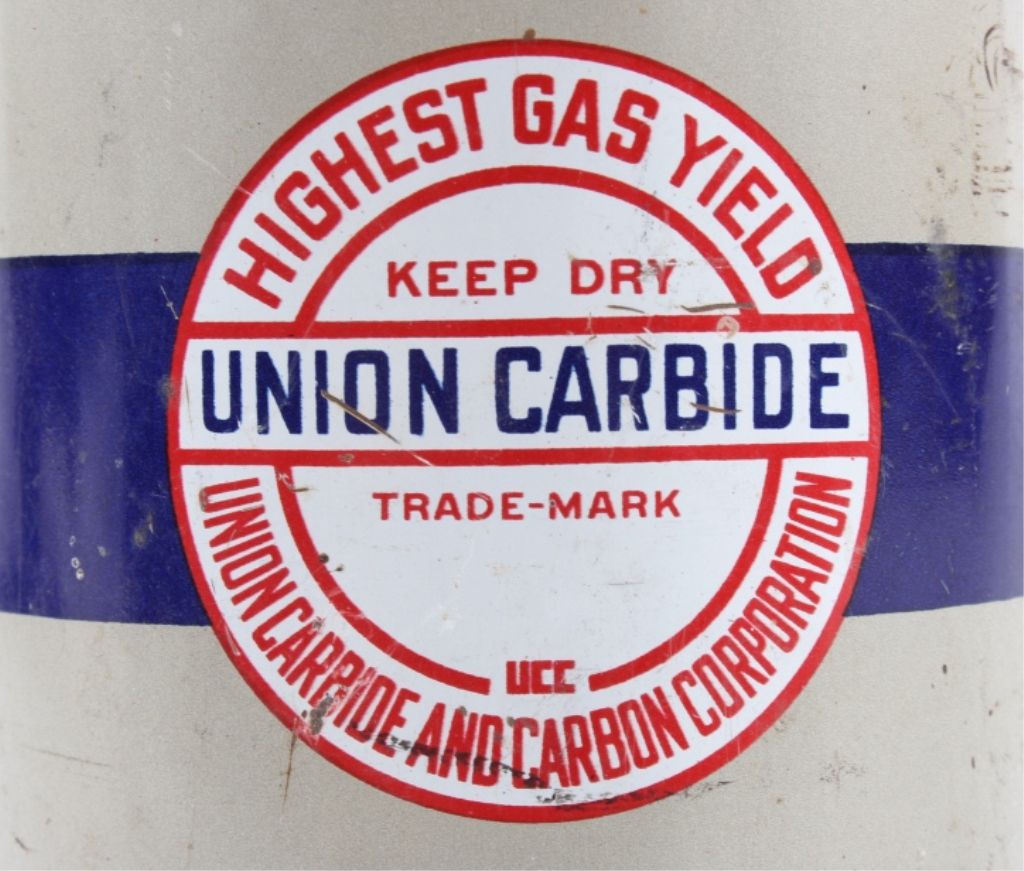 HIGHEST GAS YIELD
KEEP DRY
UNION CARBIDE
TRADE-MARK
UCC
UNION CARBIDE AND CARBON CORPORATION